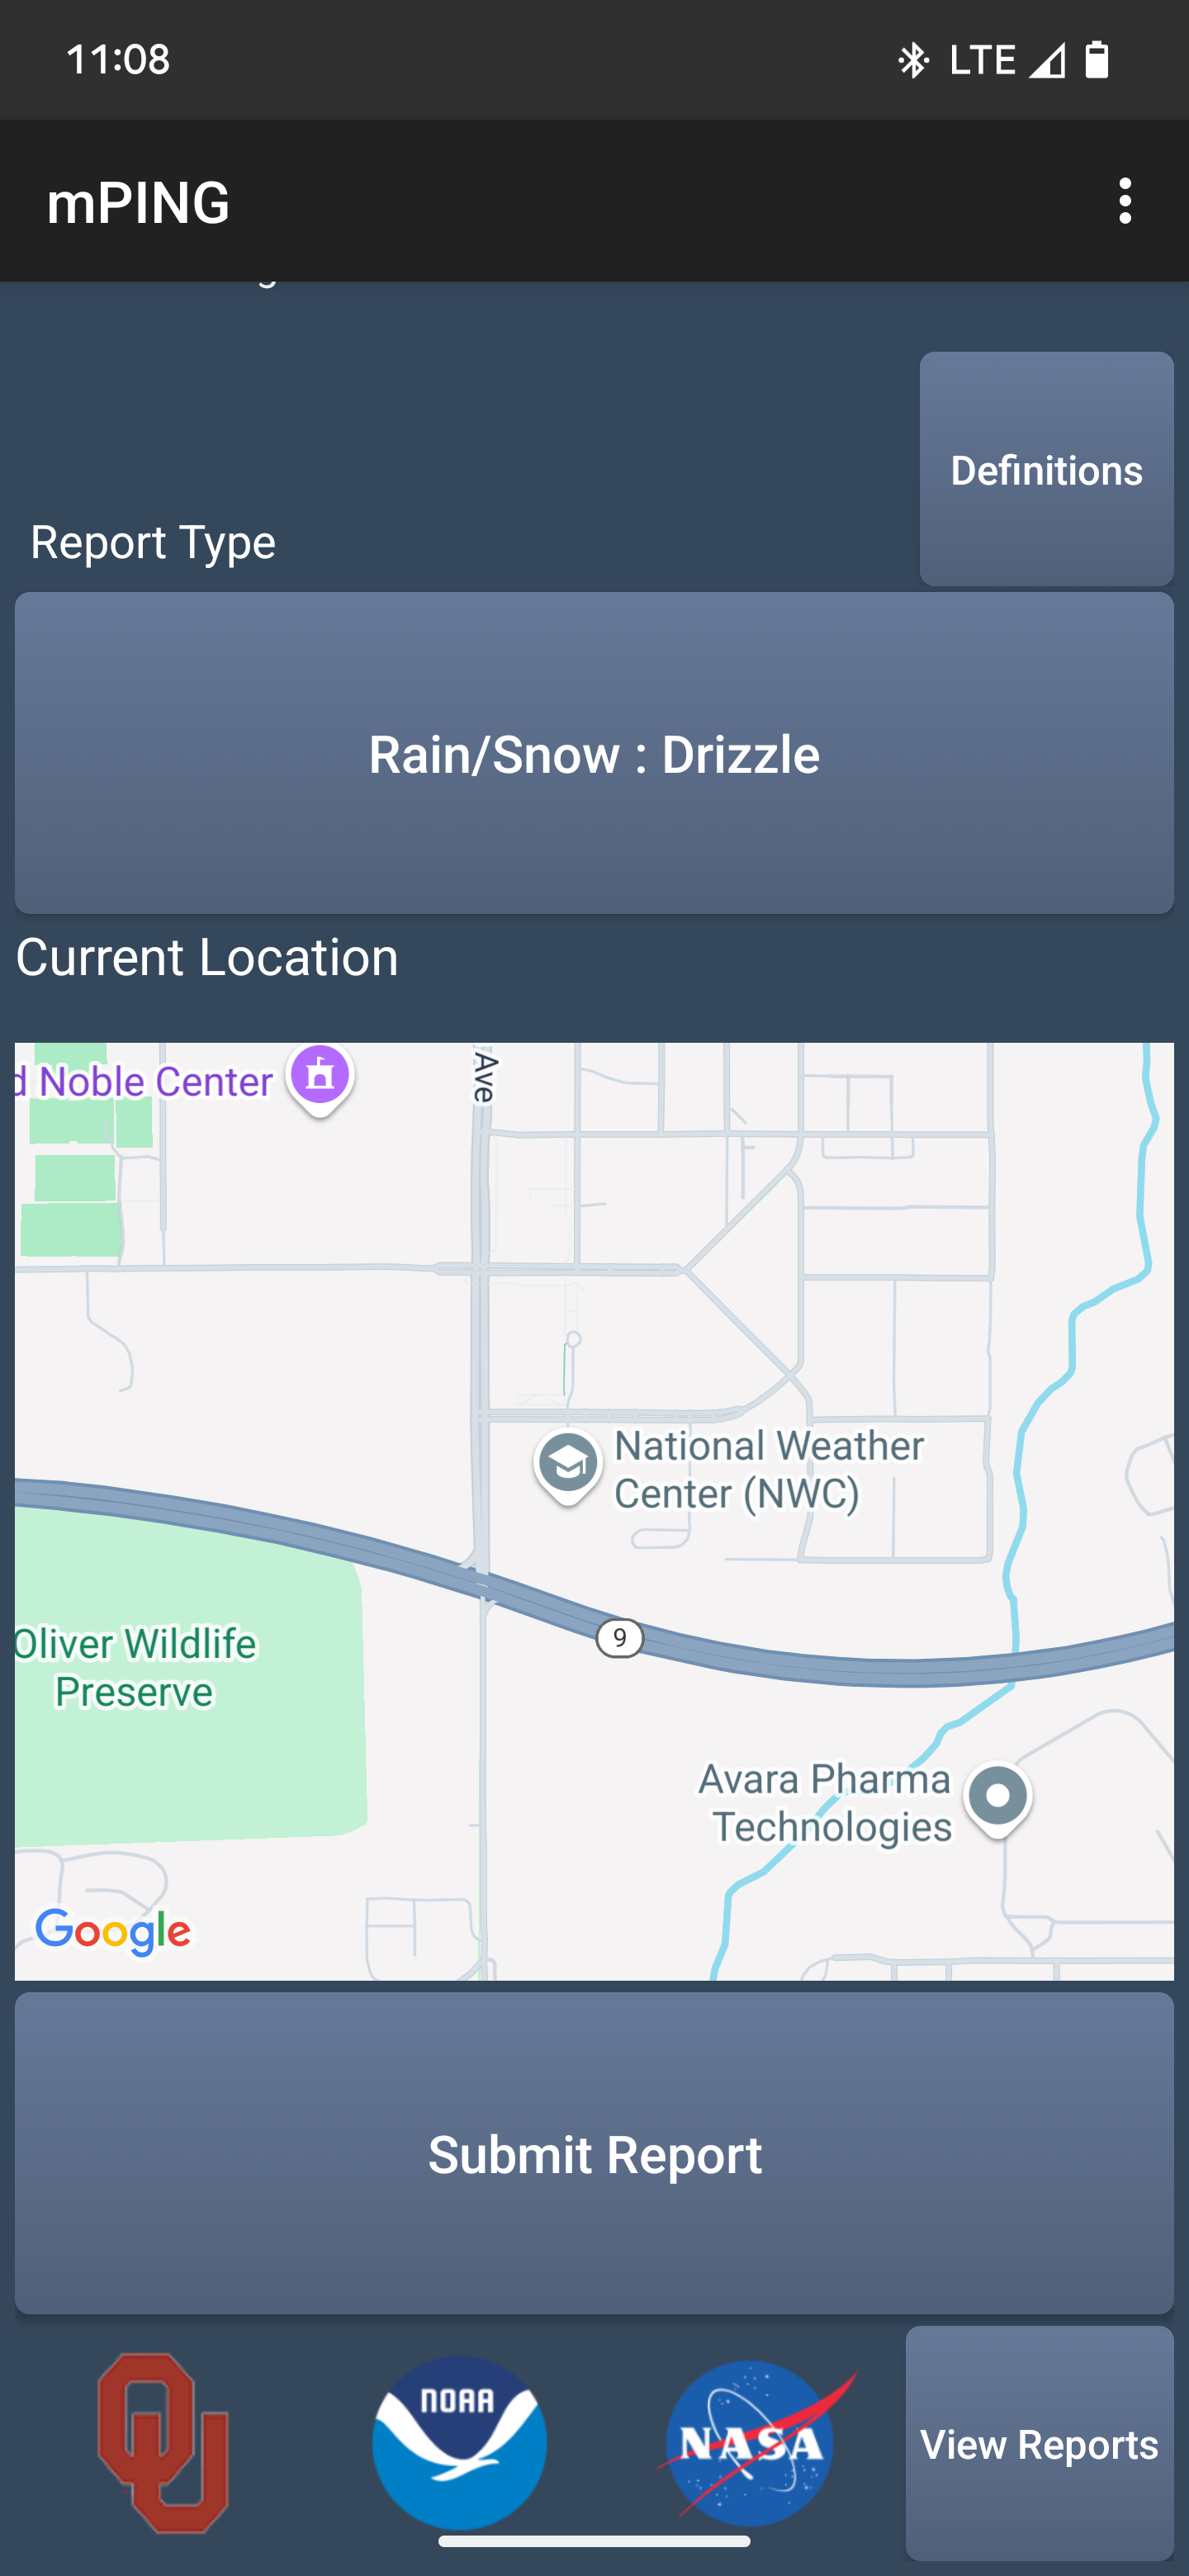 11:08
LTE
mPING
Definitions
Report Type
Rain/Snow : Drizzle
Current Location
d Noble Center
Ave
National Weather
Center (NWC)
9
Oliver Wildlife
Preserve
Avara Pharma
Technologies
Google
Submit Report
OU
NOAA
NASA
View Reports